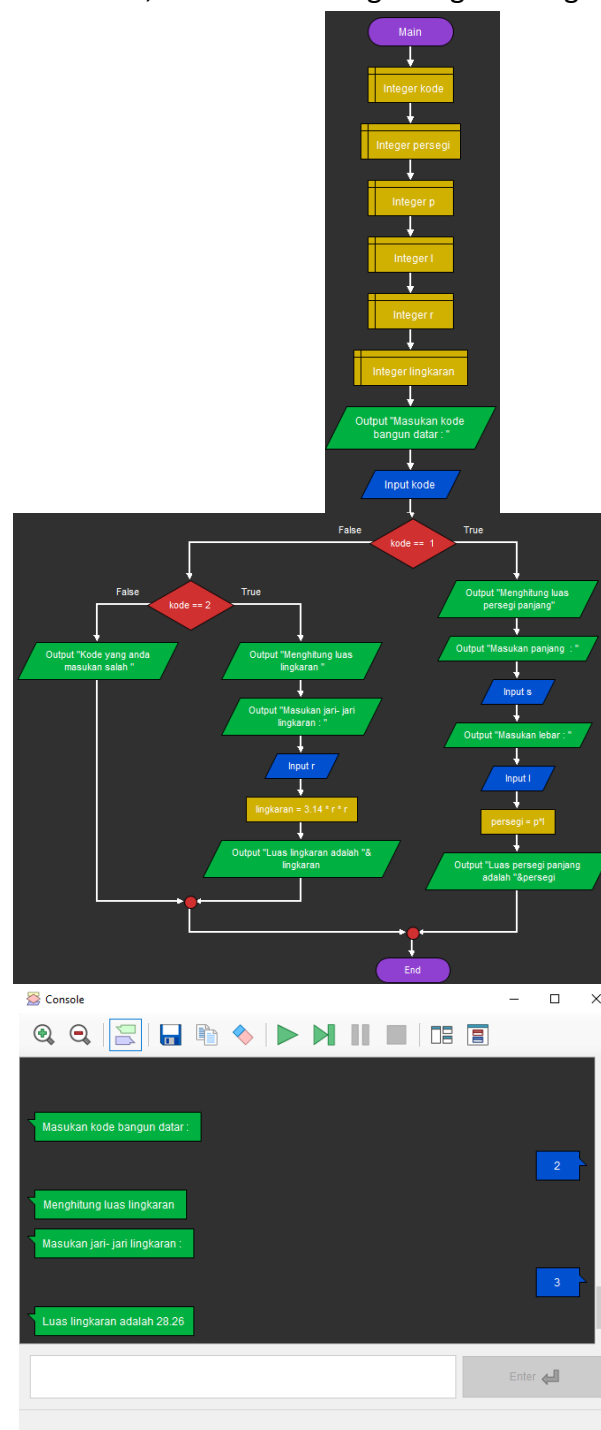 Main
Integer kode
Integer persegi
Integer p
Integer l
Integer r
Integer lingkaran
Output "Masukan kode
bangun datar : "
Input kode
False
kode == 1
True
False
kode == 2
True
Output "Kode yang anda
masukan salah "
Output "Menghitung luas
lingkaran "
Output "Masukan jari- jari
lingkaran : "
Input r
lingkaran = 3.14 * r * r
Output "Luas lingkaran adalah "&
lingkaran
Output "Menghitung luas
persegi panjang"
Output "Masukan panjang : "
Input s
Output "Masukan lebar : "
Input l
persegi = p*l
Output "Luas persegi panjang
adalah "&persegi
End
Console
Masukan kode bangun datar :
2
Menghitung luas lingkaran
Masukan jari- jari lingkaran :
3
Luas lingkaran adalah 28.26
Enter